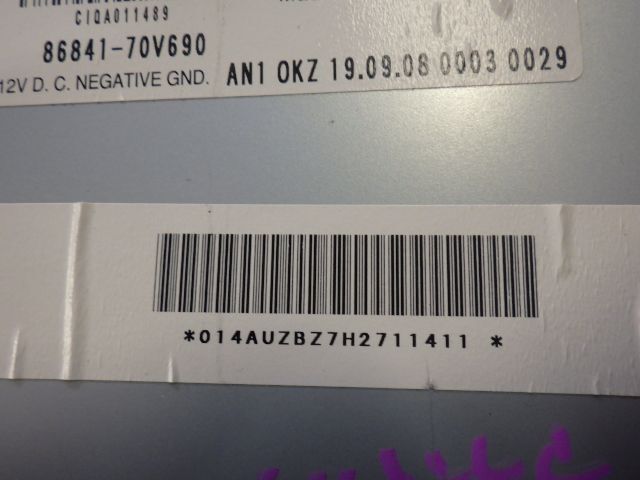 CIQA011489
86841-70V690
12V D. C. NEGATIVE GND.
AN1 OKZ 19.09.08 0003 0029
*014AUZBZ7H2711411 *